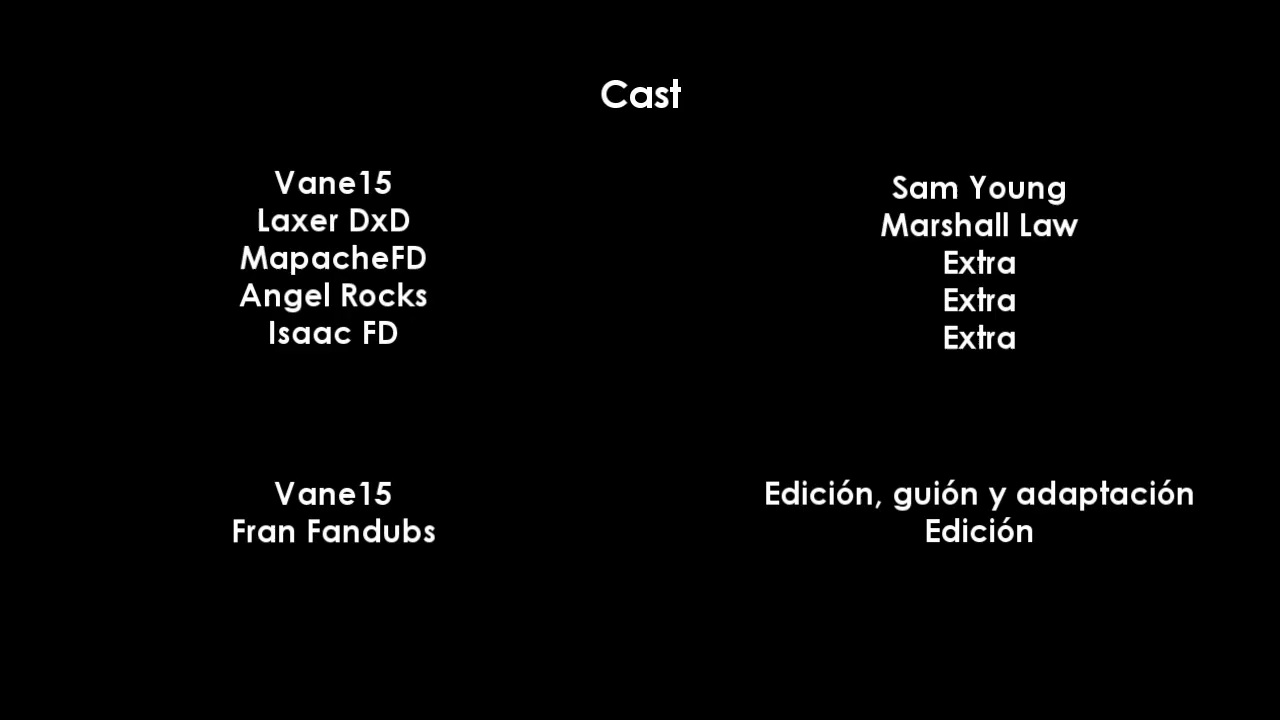 Cast
Vane15 Sam Young
Laxer DxD Marshall Law
MapacheFD Extra
Angel Rocks Extra
Isaac FD Extra
Vane15 Edición, guión y adaptación
Fran Fandubs Edición